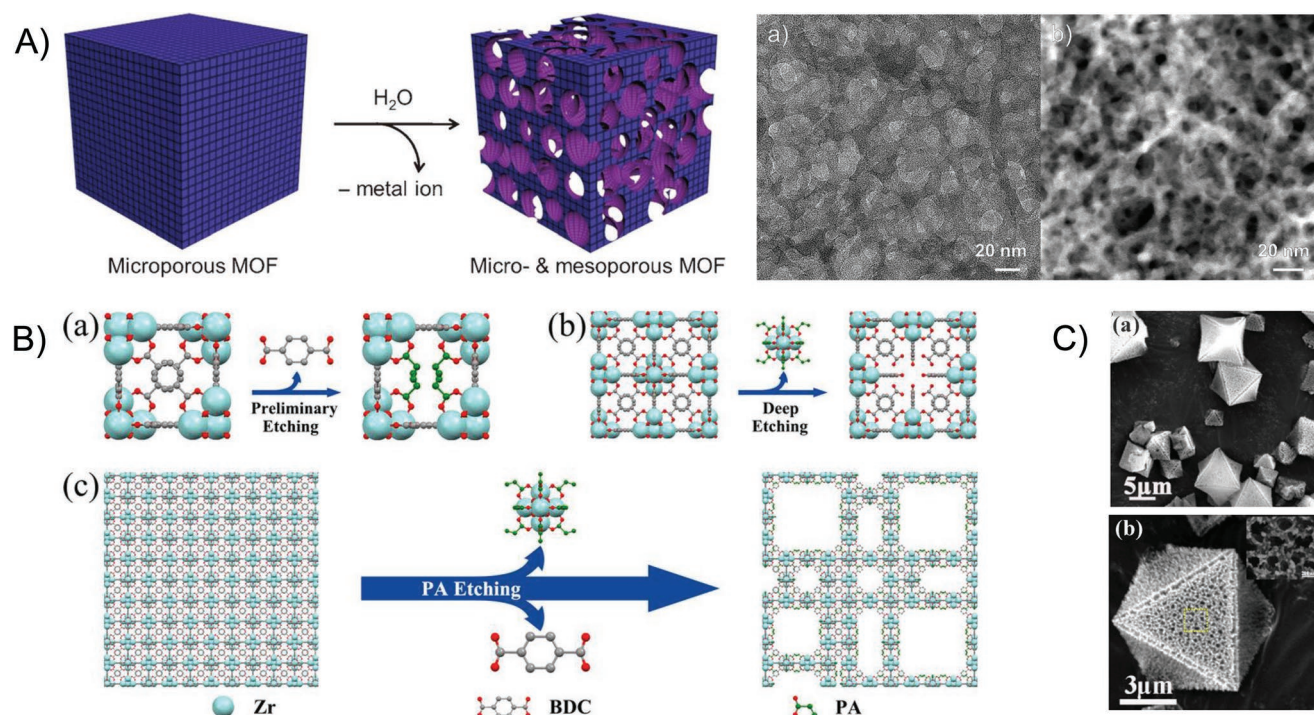 A)
H₂O
– metal ion
Microporous MOF
Micro- & mesoporous MOF
a)
20 nm
b)
20 nm
B)
(a)
Preliminary
Etching
(b)
Deep
Etching
(c)
PA Etching
Zr
BDC
PA
C)
(a)
5µm
(b)
3µm